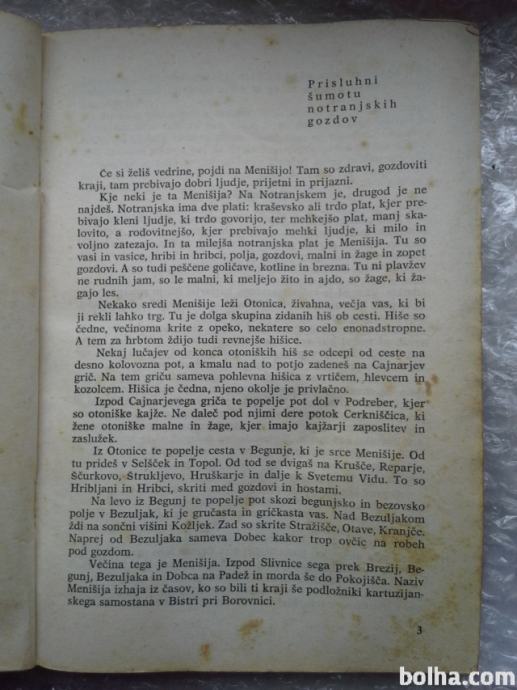 Prisluhni
šumotu
notranjskih
gozdov
Če si želiš vedrine, pojdi na Menišijo! Tam so zdravi, gozdoviti
kraji, tam prebivajo dobri ljudje, prijetni in prijazni.
Kje neki je ta Menišija? Na Notranjskem je, drugod je ne
najdeš. Notranjska ima dve plati: kraševsko ali trdo plat, kjer pre-
bivajo kleni ljudje, ki trdo govorijo, ter mehkejšo plat, manj ska-
lovito, a rodovitnejšo, kjer prebivajo mehki ljudje, ki milo in
voljno zatezajo. In ta milejša notranjska plat je Menišija. Tu so
vasi in vasice, hribi in hribci, polja, gozdovi, malni in žage in zopet
gozdovi. A so tudi peščene goličave, kotline in brezna. Tu ni plavžev
ne rudnih jam, so le malni, ki meljejo žito in ajdo, so žage, ki ža-
gajo les.
Nekako sredi Menišije leži Otonica, živahna, večja vas, ki bi
ji rekli lahko trg. Tu je dolga skupina zidanih hiš ob cesti. Hiše so
čedne, večinoma krite z opeko, nekatere so celo enonadstropne.
A tem za hrbtom ždijo tudi revnejše hišice.
Nekaj lučajev od konca otoniških hiš se odcepi od ceste na
desno kolovozna pot, a kmalu nad to potjo zadeneš na Cajnarjev
grič. Na tem griču sameva pohlevna hišica z vrtičem, hlevcem in
kozolcem. Hišica je čedna, njeno okolje je privlačno.
Izpod Cajnarjevega griča te popelje pot dol v Podreber, kjer
so otoniške kajže. Ne daleč pod njimi dere potok Cerkniščica, ki
žene otoniške malne in žage, kjer imajo kajžarji zaposlitev in
zaslužek.
Iz Otonice te popelje cesta v Begunje, ki je srce Menišije. Od
tu prideš v Selšček in Topol. Od tod se dvigaš na Krušče, Reparje,
Ščurkovo, Štrukljevo, Hruškarje in dalje k Svetemu Vidu. To so
Hribljani in Hribci, skriti med gozdovi in hostami.
Na levo iz Begunj te popelje pot skozi begunjsko in bezovsko
polje v Bezuljak, ki je gručasta in gričkasta vas. Nad Bezuljakom
ždi na sončni višini Kožljek. Zad so skrite Stražišče, Otave, Kranjče.
Naprej od Bezuljaka sameva Dobec kakor trop ovčic na robeh
pod gozdom.
Večina tega je Menišija. Izpod Slivnice sega prek Brezij, Be-
gunj, Bezuljaka in Dobca na Padež in morda še do Pokojišča. Naziv
Menišija izhaja iz časov, ko so bili ti kraji še podložniki kartuzijan-
skega samostana v Bistri pri Borovnici.
3
bolha.com